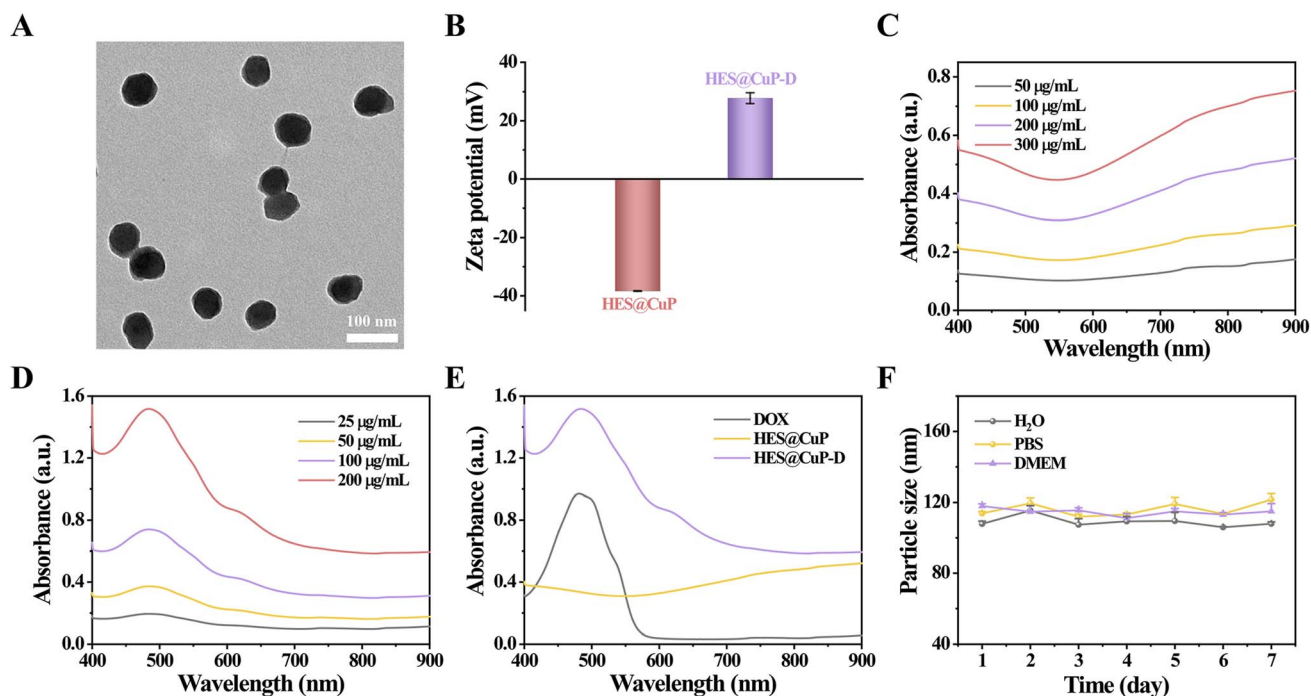 A
100 nm
B
Zeta potential (mV)
40
20
0
-20
-40
HES@CuP-D
HES@CuP
C
Absorbance (a.u.)
0.8
0.6
0.4
0.2
0.0
50 µg/mL
100 µg/mL
200 µg/mL
300 µg/mL
400 500 600 700 800 900
Wavelength (nm)
D
Absorbance (a.u.)
1.6
1.2
0.8
0.4
0.0
25 µg/mL
50 µg/mL
100 µg/mL
200 µg/mL
400 500 600 700 800 900
Wavelength (nm)
E
Absorbance (a.u.)
1.6
1.2
0.8
0.4
0.0
DOX
HES@CuP
HES@CuP-D
400 500 600 700 800 900
Wavelength (nm)
F
Particle size (nm)
160
120
80
40
H₂O
PBS
DMEM
1 2 3 4 5 6 7
Time (day)